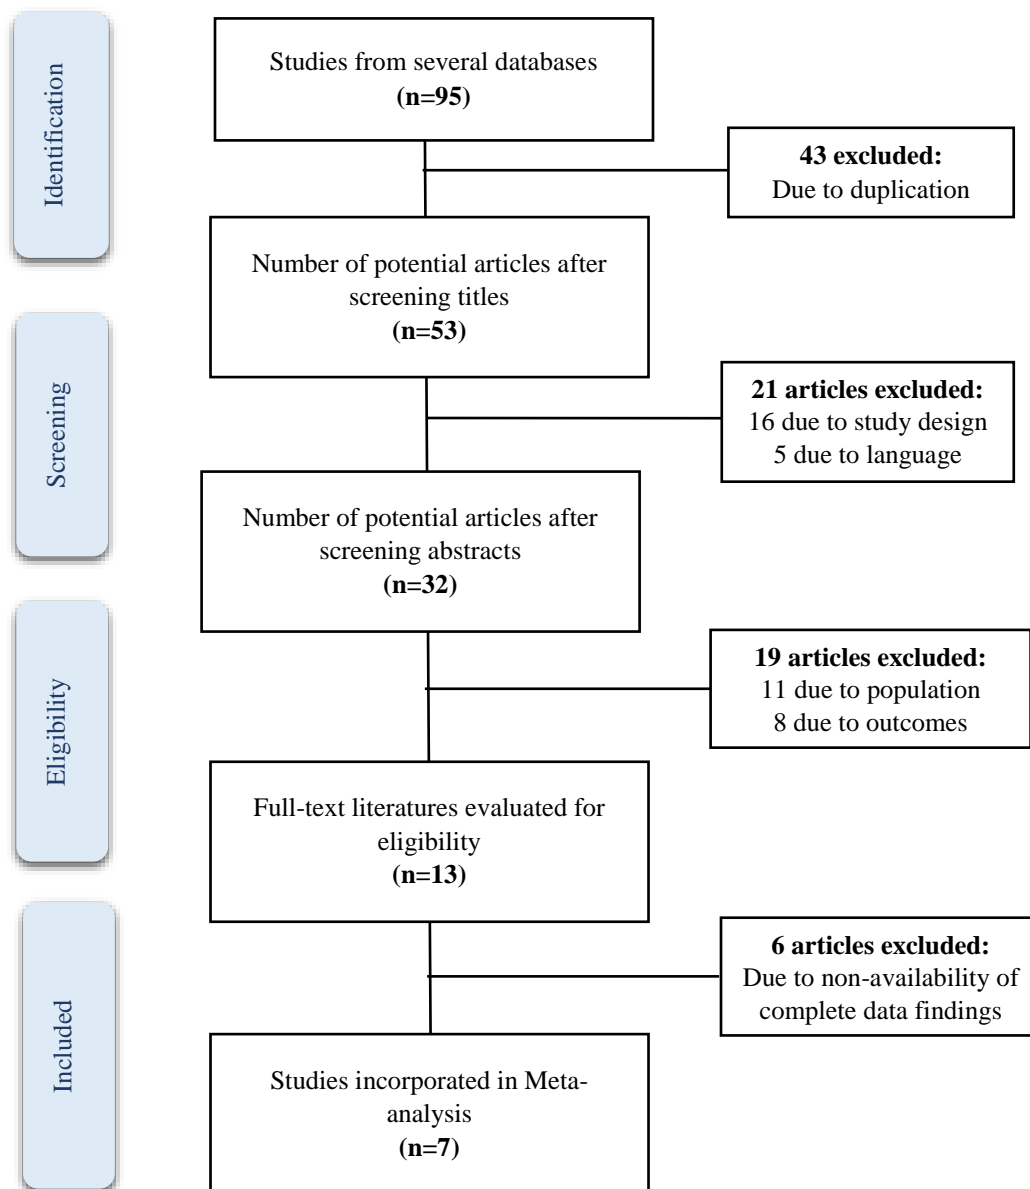 Identification
Studies from several databases
(n=95)
43 excluded:
Due to duplication
Number of potential articles after
screening titles
(n=53)
Screening
21 articles excluded:
16 due to study design
5 due to language
Number of potential articles after
screening abstracts
(n=32)
Eligibility
19 articles excluded:
11 due to population
8 due to outcomes
Full-text literatures evaluated for
eligibility
(n=13)
Included
6 articles excluded:
Due to non-availability of
complete data findings
Studies incorporated in Meta-
analysis
(n=7)